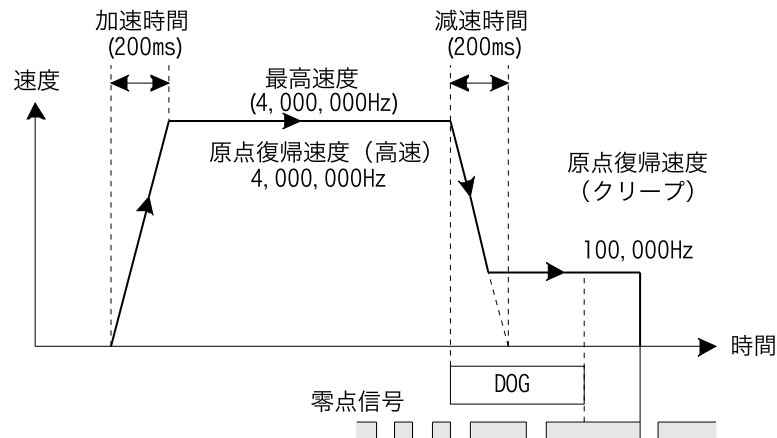 加速時間
(200ms)
減速時間
(200ms)
速度
最高速度
(4,000,000Hz)
原点復帰速度（高速）
4,000,000Hz
原点復帰速度
（クリープ）
100,000Hz
時間
DOG
零点信号